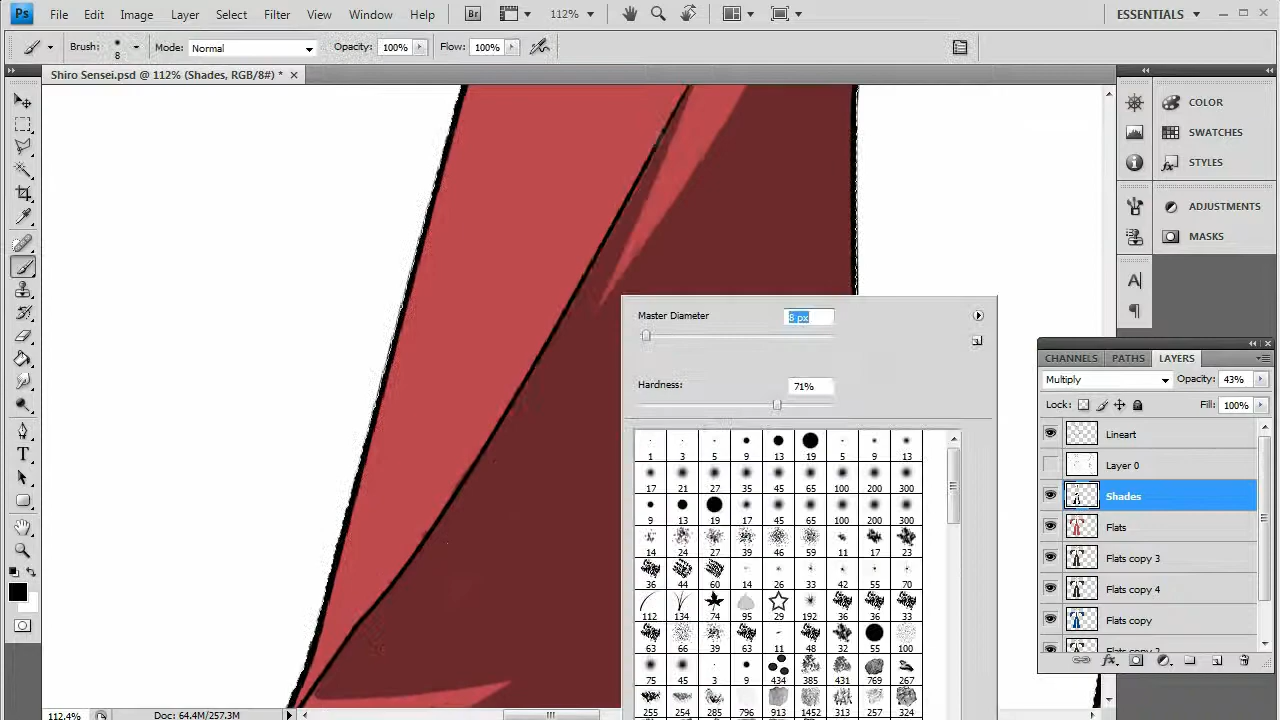 Ps File Edit Image Layer Select Filter View Window Help Br 112% ESSENTIALS
Brush: 8 Mode: Normal Opacity: 100% Flow: 100%
Shiro Sensei.psd @ 112% (Shades, RGB/8#) *
COLOR
SWATCHES
STYLES
ADJUSTMENTS
MASKS
Master Diameter 8 px
Hardness: 71%
1 3 5 9 13 19 5 9 13
17 21 27 35 45 65 100 200 300
9 13 19 17 45 65 100 200 300
14 24 27 39 46 59 11 17 23
36 44 60 14 26 33 42 55 70
112 134 74 95 29 192 36 36 33
63 66 39 63 11 48 32 55 100
75 45 3 9 434 385 431 769 267
255 254 285 796 913 1452 313 257 324
CHANNELS PATHS LAYERS
Multiply Opacity: 43%
Lock: Fill: 100%
Lineart
Layer 0
Shades
Flats
Flats copy 3
Flats copy 4
Flats copy
112.4% Doc: 64.4M/257.3M